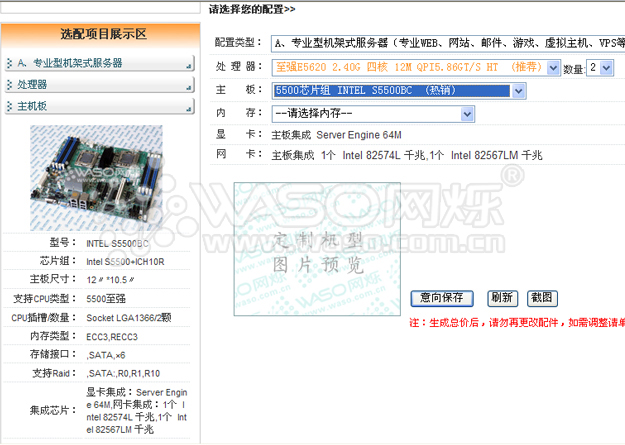 请选择您的配置>>
选配项目展示区
A、专业型机架式服务器
处理器
主机板
型号： INTEL S5500BC
芯片组： Intel S5500+ICH10R
主板尺寸： 12〃*10.5〃
支持CPU类型： 5500至强
CPU插槽/数量： Socket LGA1366/2颗
内存类型： ECC3,RECC3
存储接口： ,SATA,×6
支持Raid： ,SATA:,R0,R1,R10
集成芯片： 显卡集成：Server Engin
e 64M,网卡集成：1个 I
ntel 82574L 千兆,1个 Int
el 82567LM 千兆
配置类型： A、专业型机架式服务器（专业WEB、网站、邮件、游戏、虚拟主机、VPS等
处 理 器： 至强E5620 2.40G 四核 12M QPI5.86GT/S HT （推荐） 数量: 2
主 板： 5500芯片组 INTEL S5500BC （热销）
内 存： --请选择内存--
显 卡： 主板集成 Server Engine 64M
网 卡： 主板集成 1个 Intel 82574L 千兆,1个 Intel 82567LM 千兆
WASO网烁®
www.waso.com.cn
定制机型
图片预览
意向保存 刷新 截图
注：生成总价后，请勿再更改配件，如需调整请单